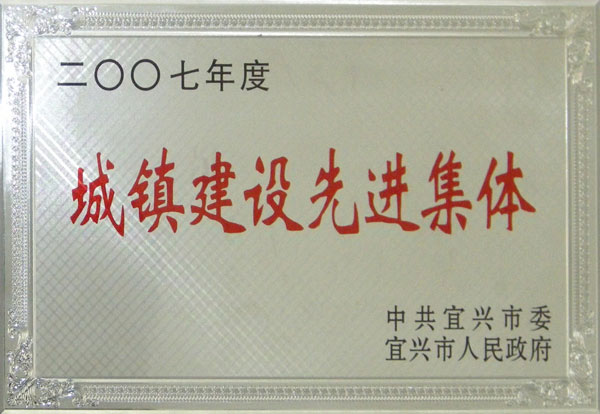 二〇〇七年度
城镇建设先进集体
中共宜兴市委
宜兴市人民政府